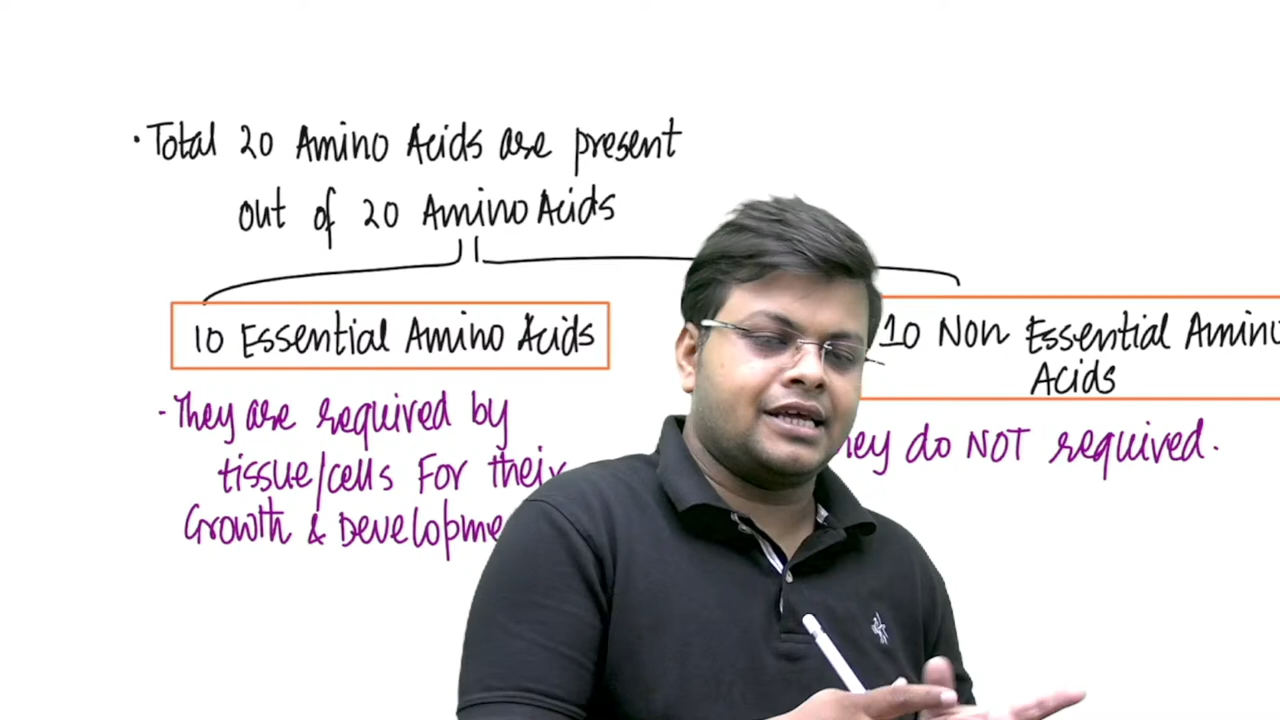 · Total 20 Amino Acids are present
out of 20 Amino Acids
10 Essential Amino Acids
10 Non Essential Amino
Acids
- They are required by
tissue/cells For their
Growth & Developme
hey do NOT required.